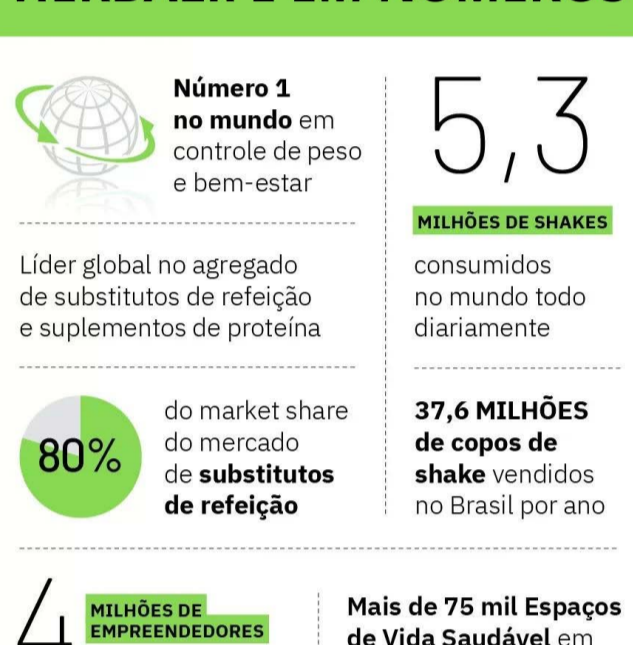 HERBALIFE EM NÚMEROS
Número 1
no mundo em
controle de peso
e bem-estar
Líder global no agregado
de substitutos de refeição
e suplementos de proteína
80%
do market share
do mercado
de substitutos
de refeição
5,3
MILHÕES DE SHAKES
consumidos
no mundo todo
diariamente
37,6 MILHÕES
de copos de
shake vendidos
no Brasil por ano
4
MILHÕES DE
EMPREENDEDORES
Mais de 75 mil Espaços
de Vida Saudável em